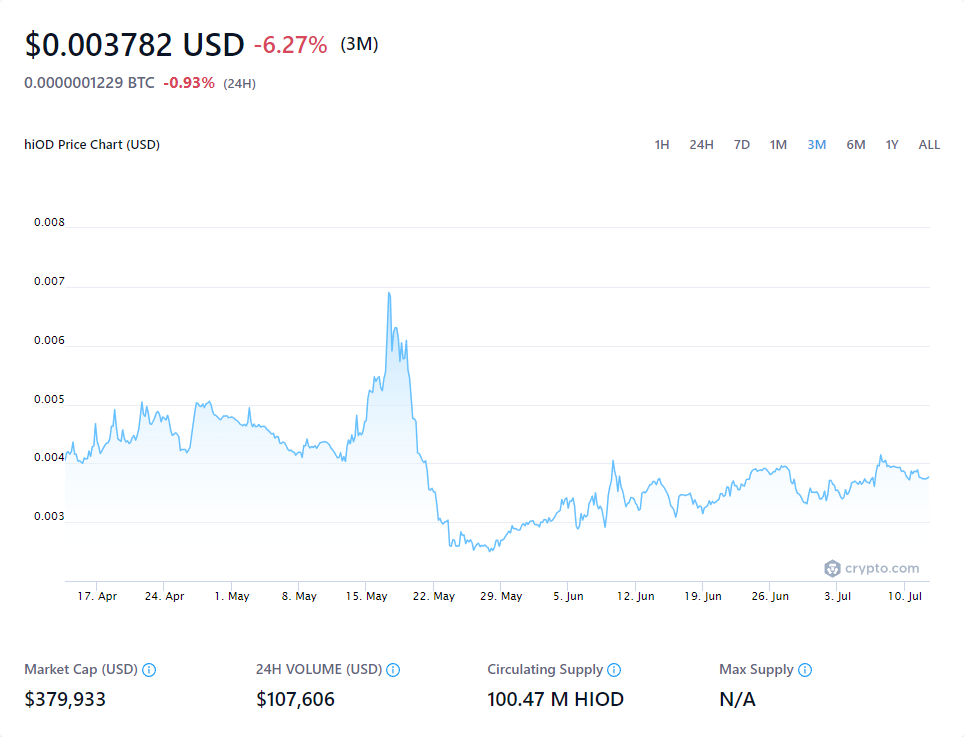 $0.003782 USD -6.27% (3M)
0.0000001229 BTC -0.93% (24H)
hiOD Price Chart (USD) 1H 24H 7D 1M 3M 6M 1Y ALL
0.008
0.007
0.006
0.005
0.004
0.003
crypto.com
17. Apr 24. Apr 1. May 8. May 15. May 22. May 29. May 5. Jun 12. Jun 19. Jun 26. Jun 3. Jul 10. Jul
Market Cap (USD) 24H VOLUME (USD) Circulating Supply Max Supply
$379,933 $107,606 100.47 M HIOD N/A